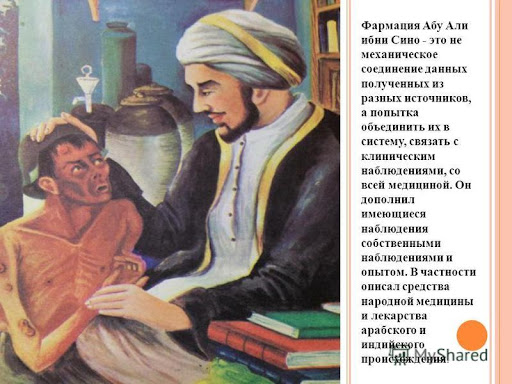 Фармация Абу Али
ибни Сино - это не
механическое
соединение данных
полученных из
разных источников,
а попытка
объединить их в
систему, связать с
клиническим
наблюдениями, со
всей медициной. Он
дополнил
имеющиеся
наблюдения
собственными
наблюдениями и
опытом. В частности
описал средства
народной медицины
и лекарства
арабского и
индийского
происхождения
MyShared